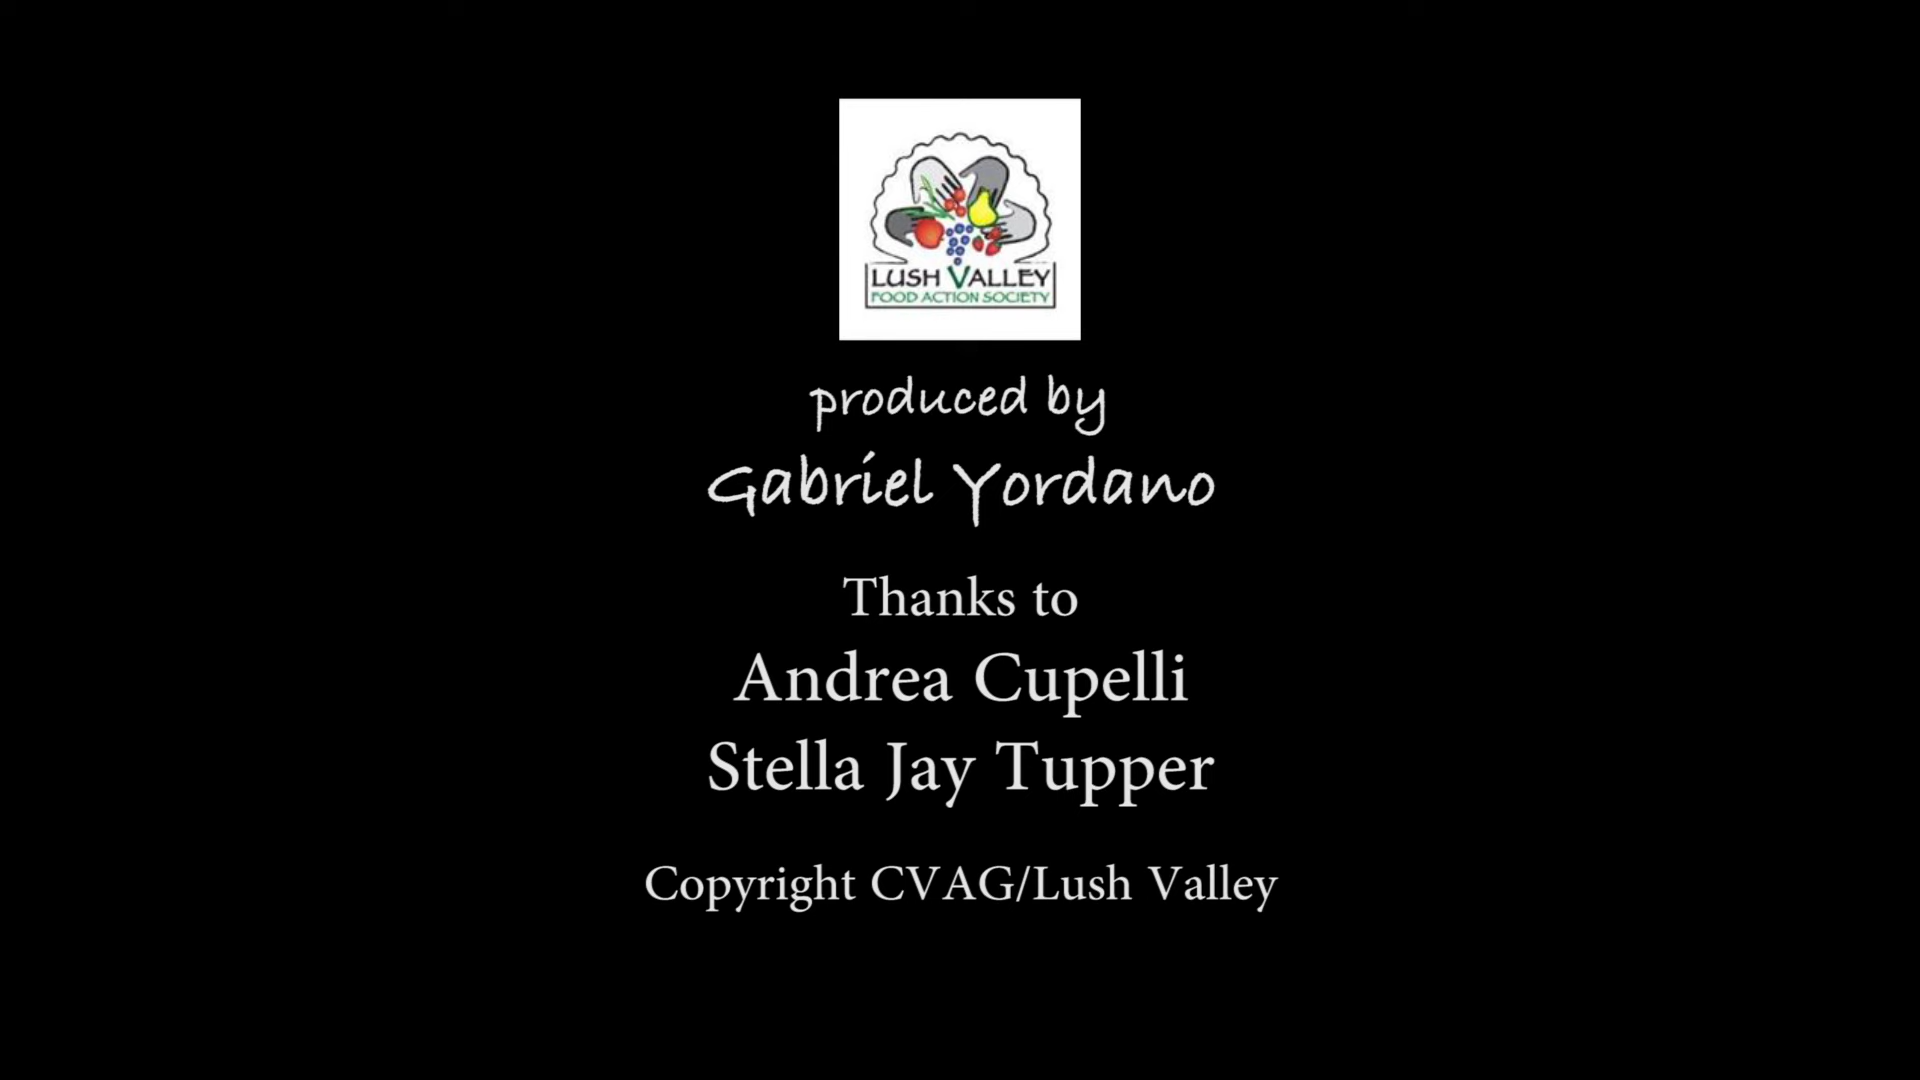 LUSH VALLEY
FOOD ACTION SOCIETY
produced by
Gabriel Yordano
Thanks to
Andrea Cupelli
Stella Jay Tupper
Copyright CVAG/Lush Valley